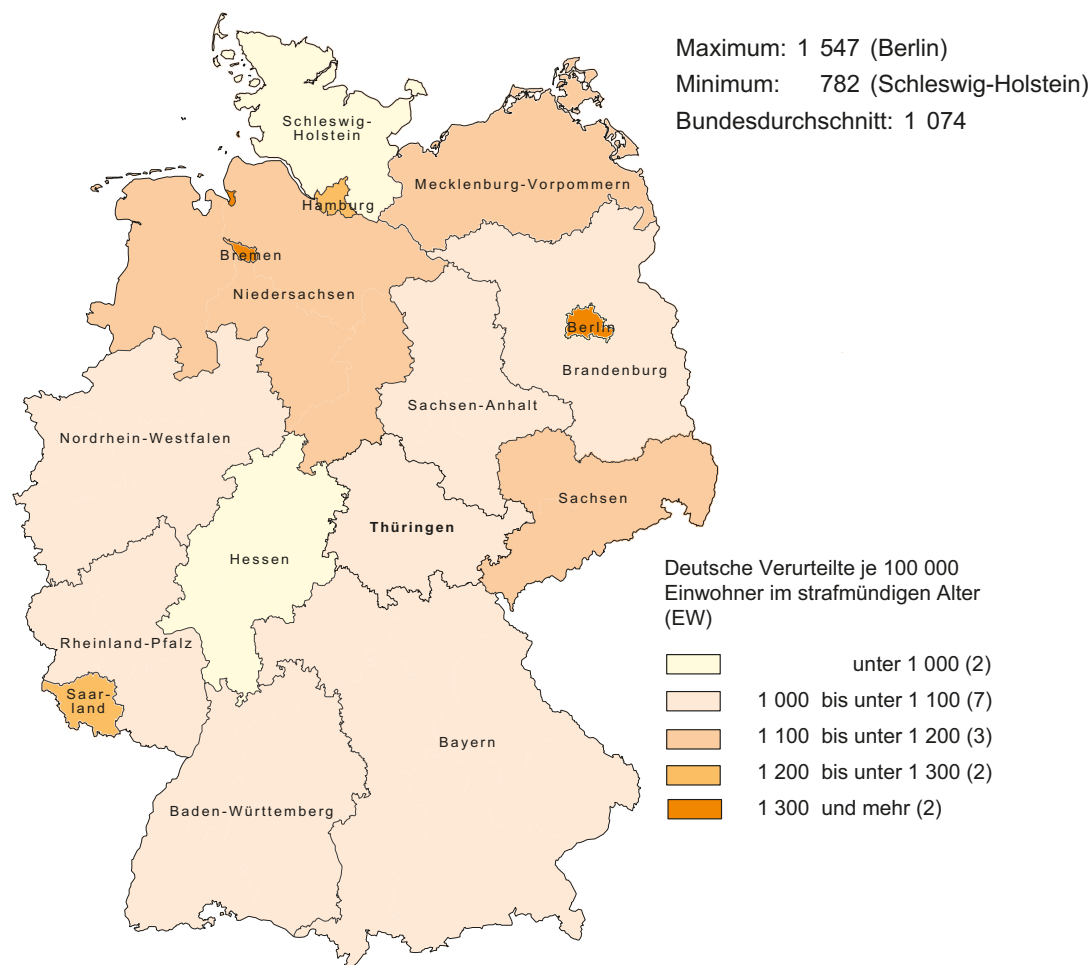 Maximum: 1 547 (Berlin)
Minimum: 782 (Schleswig-Holstein)
Bundesdurchschnitt: 1 074
Schleswig-
Holstein
Mecklenburg-Vorpommern
Hamburg
Bremen
Niedersachsen
Berlin
Brandenburg
Sachsen-Anhalt
Nordrhein-Westfalen
Sachsen
Thüringen
Hessen
Rheinland-Pfalz
Saar-
land
Bayern
Baden-Württemberg
Deutsche Verurteilte je 100 000
Einwohner im strafmündigen Alter
(EW)
unter 1 000 (2)
1 000 bis unter 1 100 (7)
1 100 bis unter 1 200 (3)
1 200 bis unter 1 300 (2)
1 300 und mehr (2)